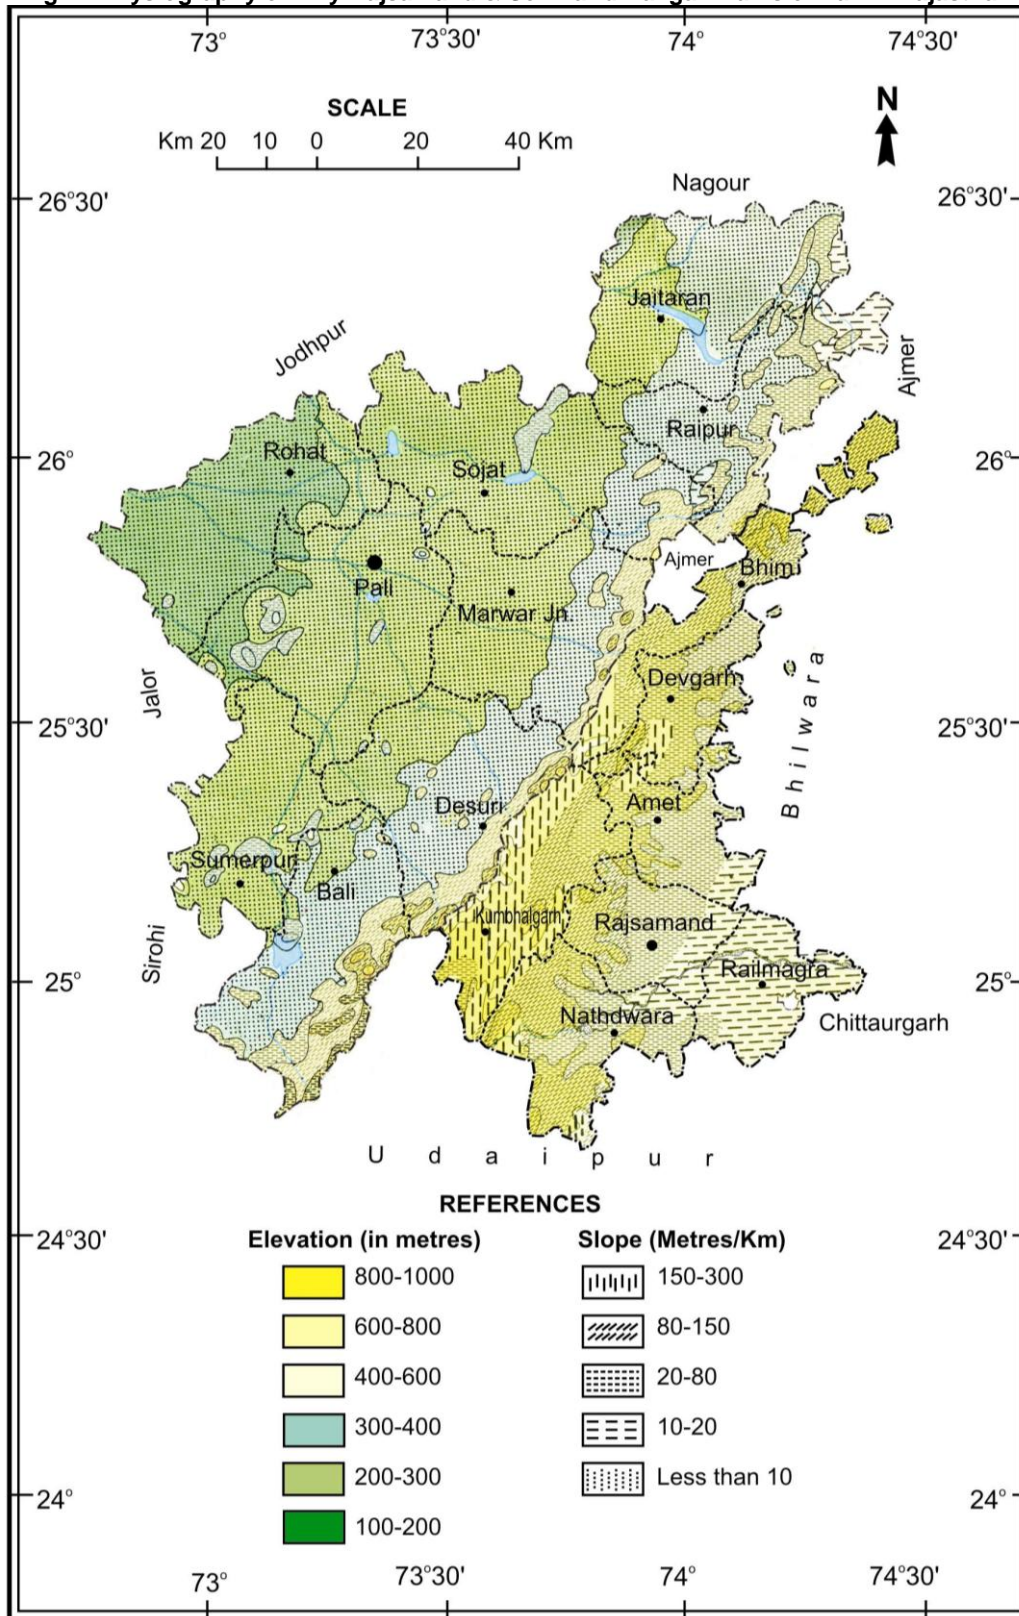 73° 73°30' 74° 74°30'
SCALE
Km 20 10 0 20 40 Km
N
26°30' 26°30'
Nagour
Jaitaran
Jodhpur
Ajmer
Raipur
Rohat
26° 26°
Sojat
Ajmer
Bhim
Pali
Marwar Jn.
Devgarh
Jalor
Bhilwara
25°30' 25°30'
Desuri
Amet
Sumerpur
Bali
Kumbhalgarh
Rajsamand
Sirohi
Railmagra
25° 25°
Nathdwara
Chittaurgarh
Udaipur
REFERENCES
24°30' 24°30'
Elevation (in metres)
800-1000
600-800
400-600
300-400
200-300
100-200
Slope (Metres/Km)
150-300
80-150
20-80
10-20
Less than 10
24° 24°
73° 73°30' 74° 74°30'